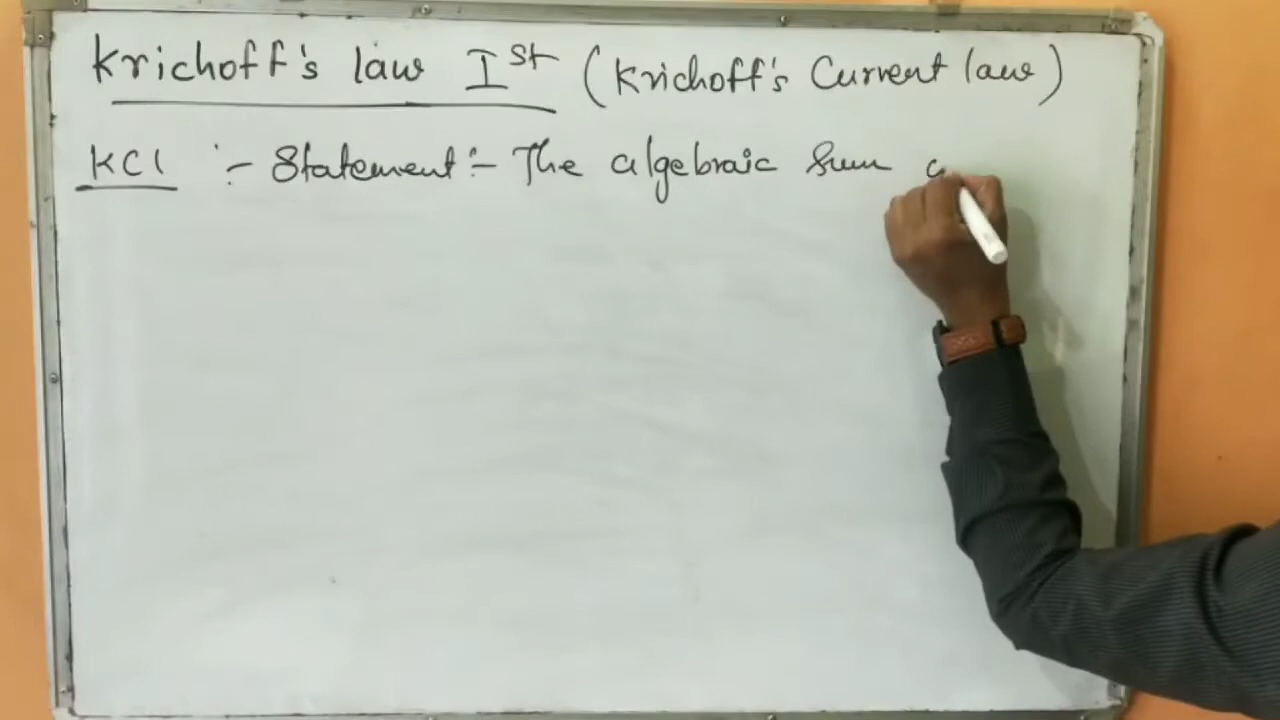 Krichoff's law Ist (Krichoff's Current law)
KCl :- Statement :- The algebraic Sum